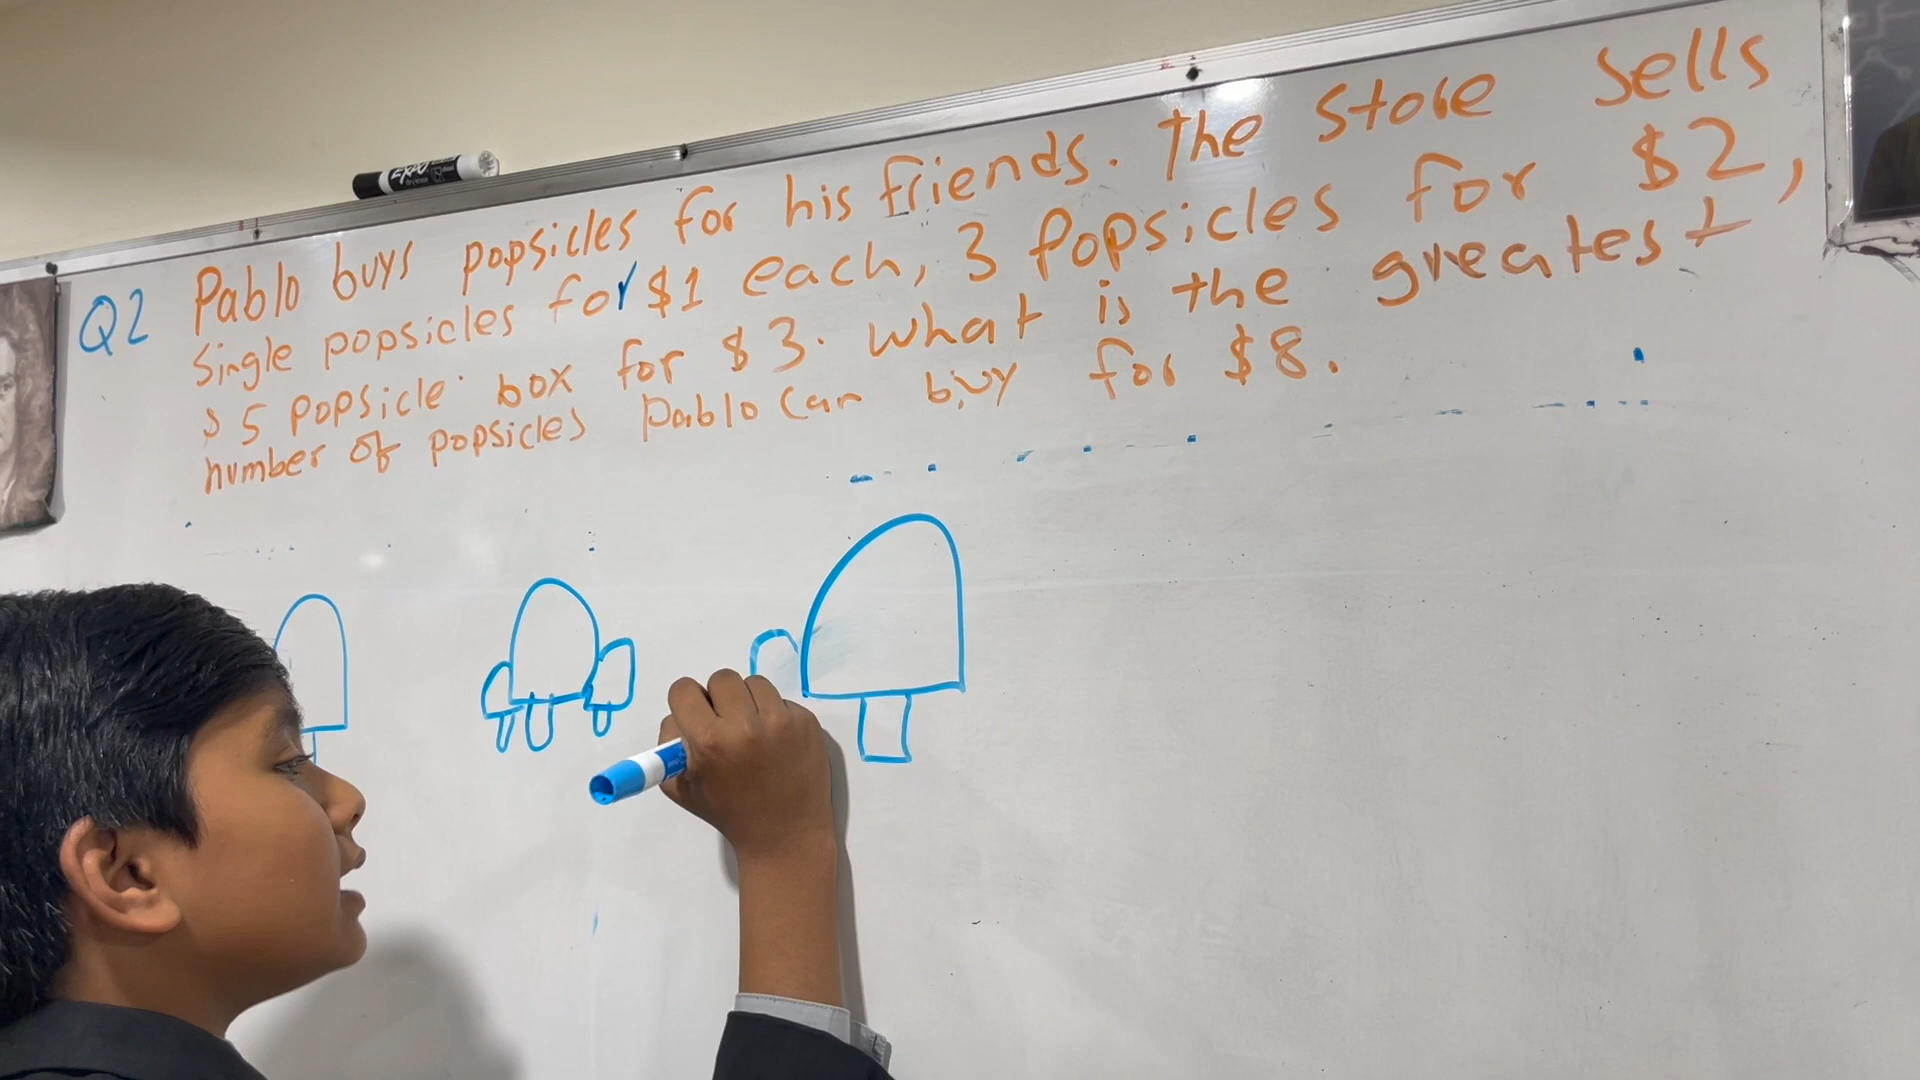 EXPO
Q2 Pablo buys popsicles for his friends. The store sells
Single popsicles for $1 each, 3 Popsicles for $2,
5 popsicle box for $3. What is the greatest
number of popsicles Pablo can buy for $8.